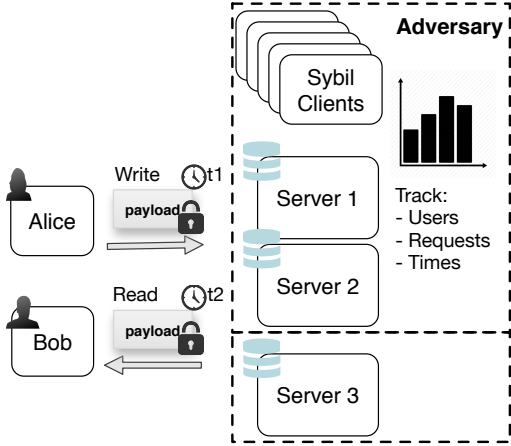 Adversary
Sybil
Clients
Write
t1
payload
Alice
Server 1
Track:
- Users
- Requests
- Times
Server 2
Read
t2
payload
Bob
Server 3